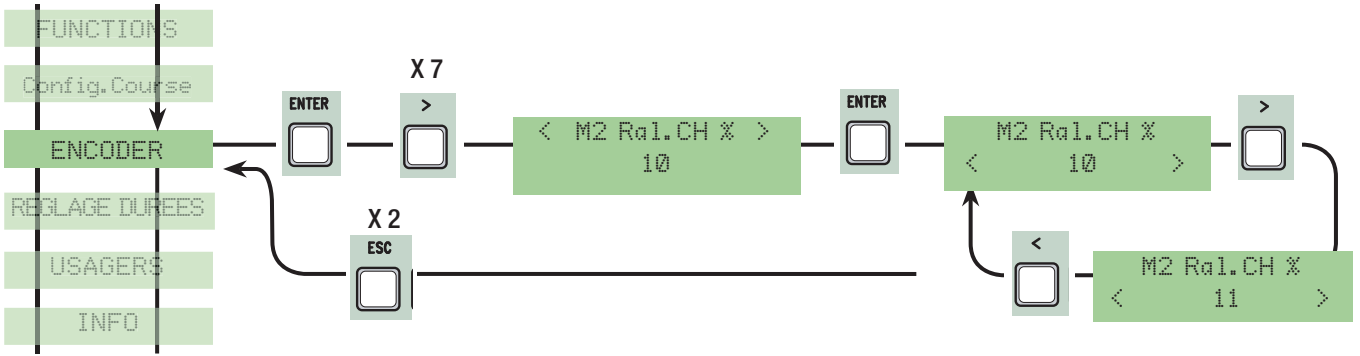 FUNCTIONS
Config.Course
ENCODER
REGLAGE DUREES
USAGERS
INFO
ENTER
X 7
>
< M2 Ral.CH % >
10
ENTER
M2 Ral.CH %
< 10 >
>
<
M2 Ral.CH %
< 11 >
X 2
ESC